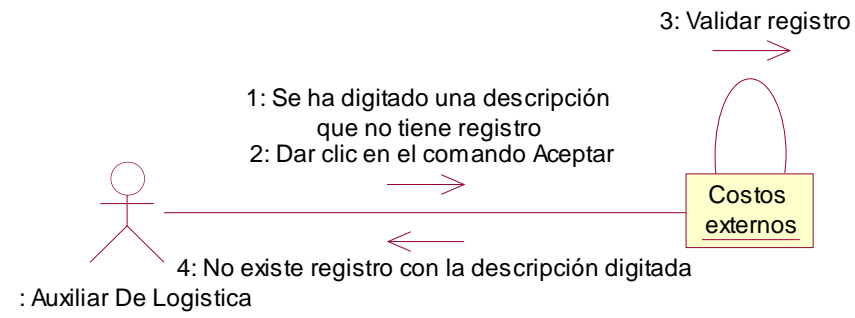 3: Validar registro
1: Se ha digitado una descripción
que no tiene registro
2: Dar clic en el comando Aceptar
Costos
externos
4: No existe registro con la descripción digitada
: Auxiliar De Logistica